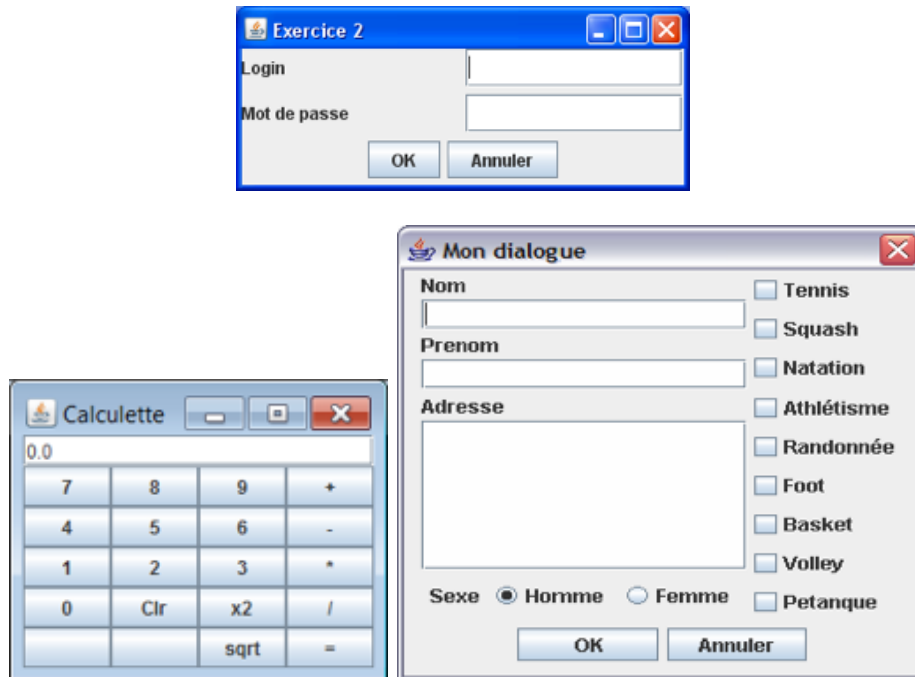 Exercice 2
Login
Mot de passe
OK Annuler
Mon dialogue
Nom
Prenom
Adresse
Sexe Homme Femme
Tennis
Squash
Natation
Athlétisme
Randonnée
Foot
Basket
Volley
Petanque
OK Annuler
Calculette
0.0
7 8 9 +
4 5 6 -
1 2 3 *
0 Clr x2 /
sqrt =